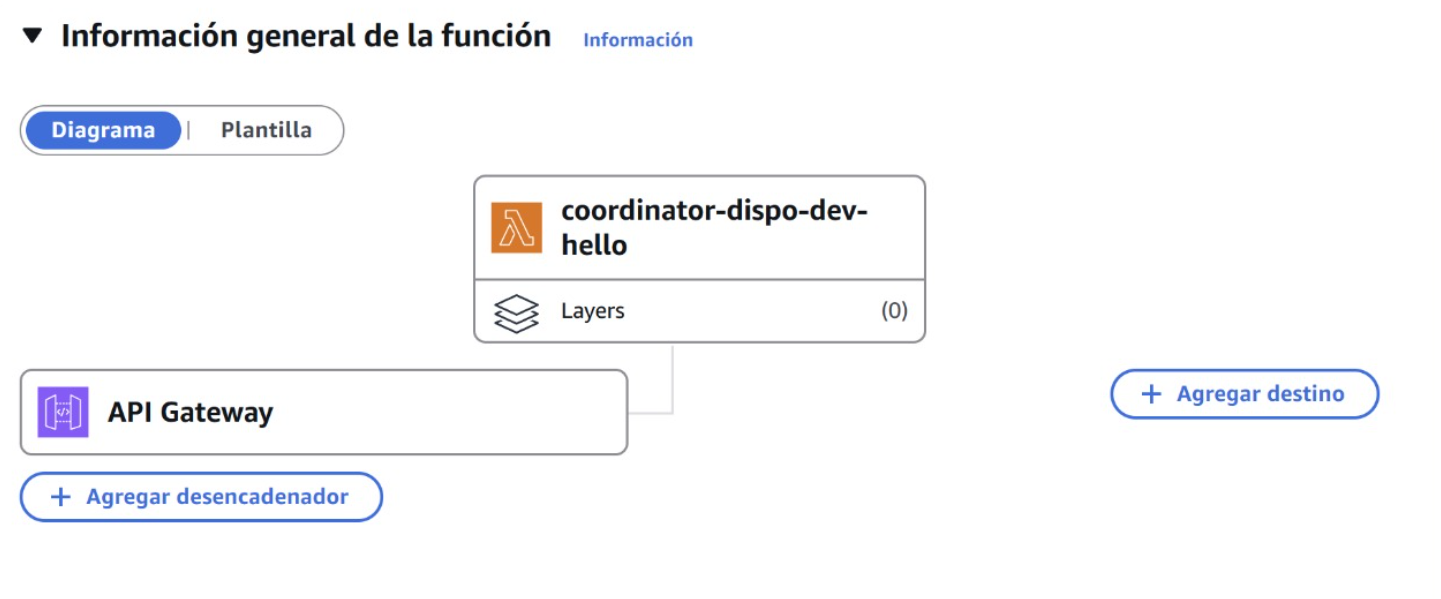 Información general de la función Información
Diagrama | Plantilla
coordinator-dispo-dev-
hello
Layers (0)
API Gateway
+ Agregar destino
+ Agregar desencadenador